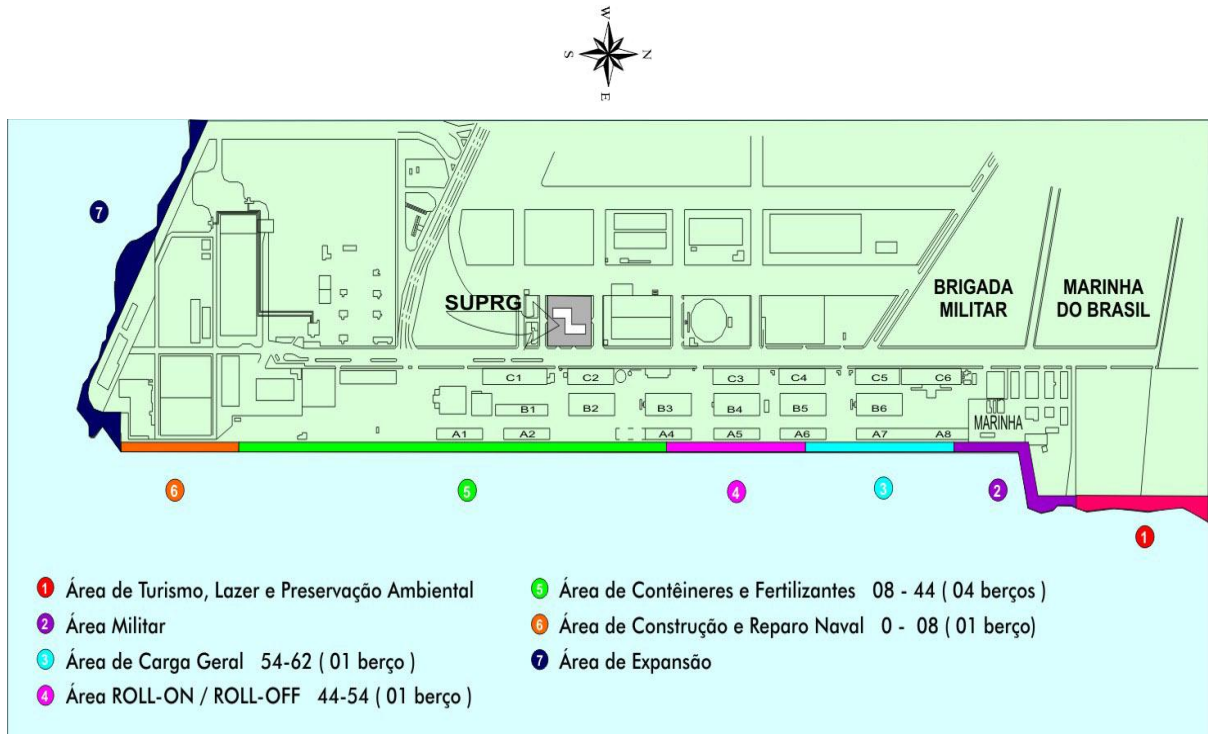 W
S N
E
7
SUPRG
BRIGADA
MILITAR
MARINHA
DO BRASIL
C1 C2 C3 C4 C5 C6
B1 B2 B3 B4 B5 B6
MARINHA
A1 A2 A4 A5 A6 A7 A8
6 5 4 3 2
1
1 Área de Turismo, Lazer e Preservação Ambiental
2 Área Militar
3 Área de Carga Geral 54-62 ( 01 berço )
4 Área ROLL-ON / ROLL-OFF 44-54 ( 01 berço )
5 Área de Contêineres e Fertilizantes 08 - 44 ( 04 berços )
6 Área de Construção e Reparo Naval 0 - 08 ( 01 berço)
7 Área de Expansão